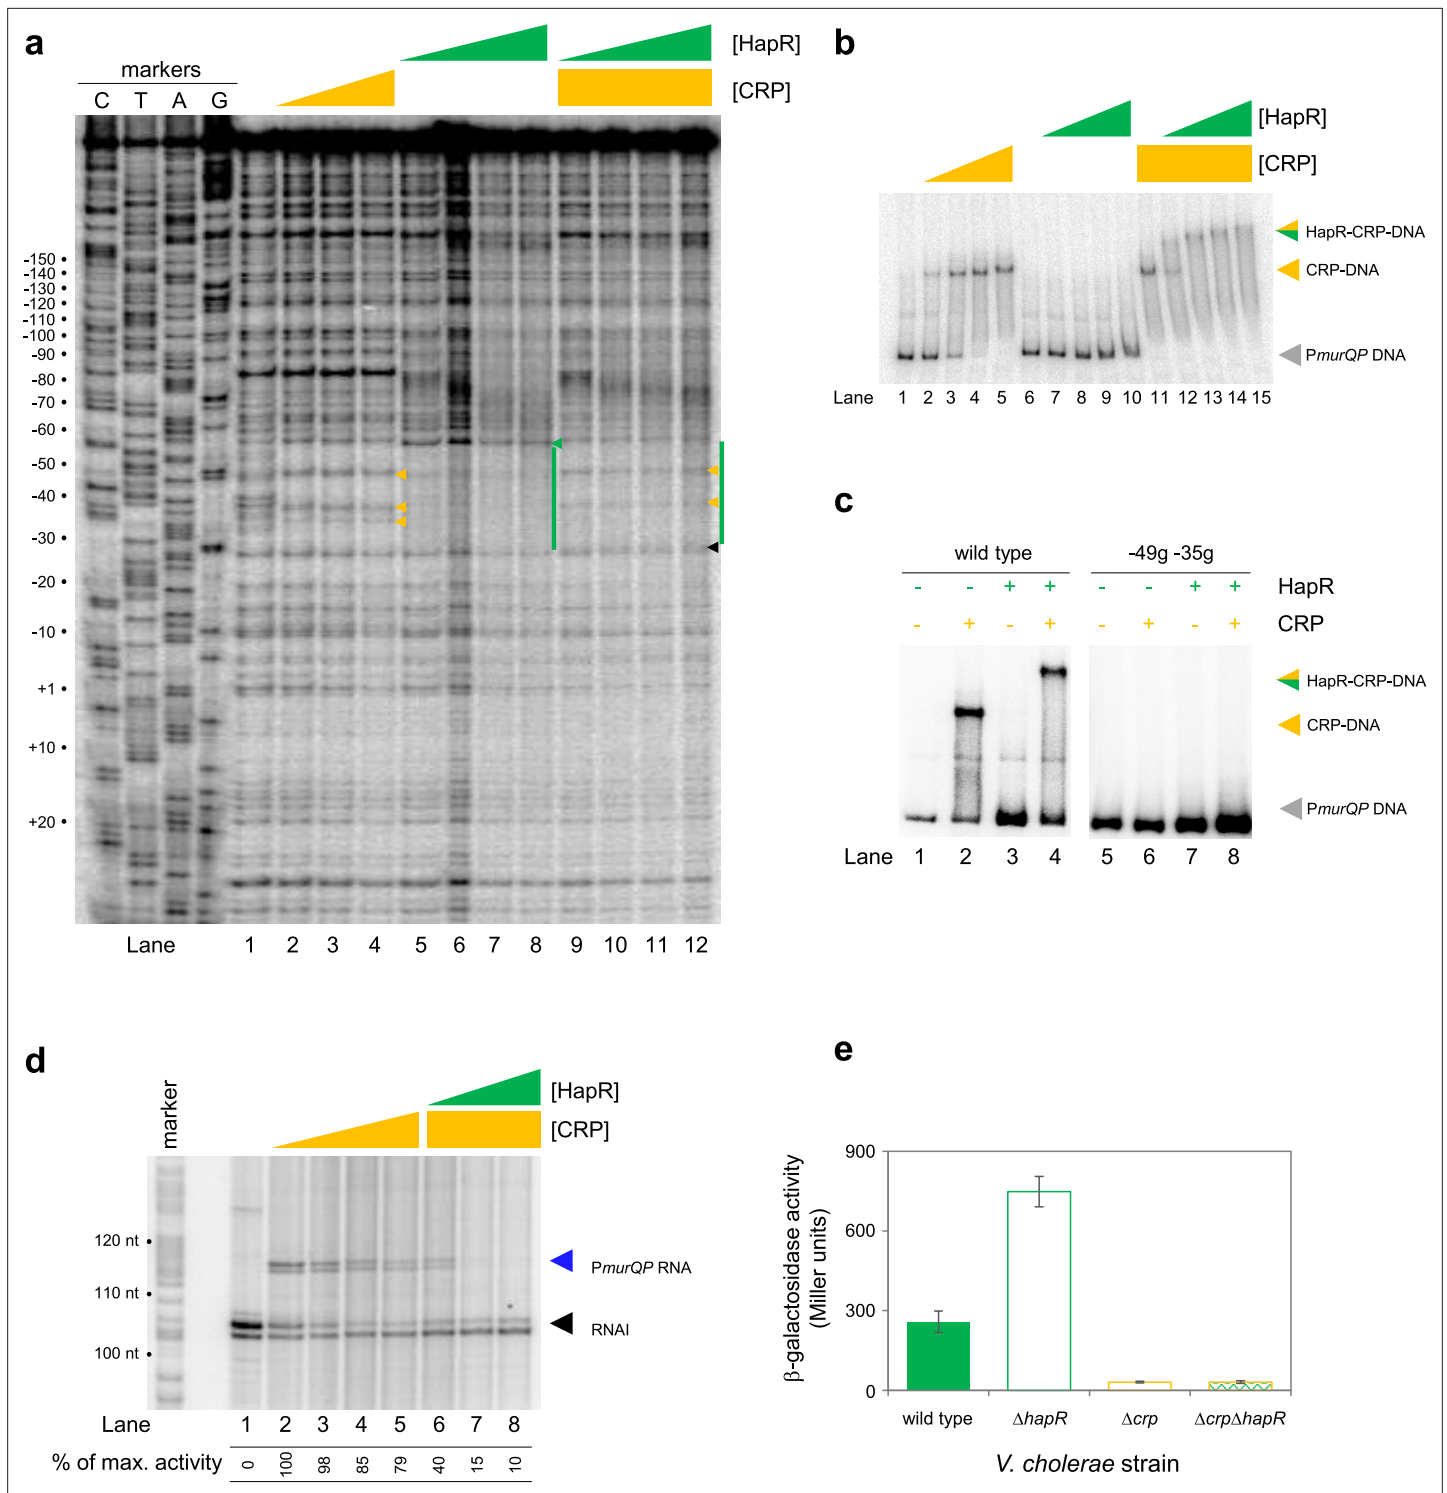 a
[HapR]
[CRP]
markers
C T A G
-150
-140
-130
-120
-110
-100
-90
-80
-70
-60
-50
-40
-30
-20
-10
+1
+10
+20
Lane 1 2 3 4 5 6 7 8 9 10 11 12
b
[HapR]
[CRP]
HapR-CRP-DNA
CRP-DNA
PmurQP DNA
Lane 1 2 3 4 5 6 7 8 9 10 11 12 13 14 15
c
wild type -49g -35g
- - + + - - + + HapR
- + - + - + - + CRP
HapR-CRP-DNA
CRP-DNA
PmurQP DNA
Lane 1 2 3 4 5 6 7 8
d
marker
[HapR]
[CRP]
120 nt
110 nt
100 nt
PmurQP RNA
RNAI
Lane 1 2 3 4 5 6 7 8
% of max. activity 0 100 98 85 79 40 15 10
e
β-galactosidase activity
(Miller units)
900
600
300
0
wild type ΔhapR Δcrp ΔcrpΔhapR
V. cholerae strain